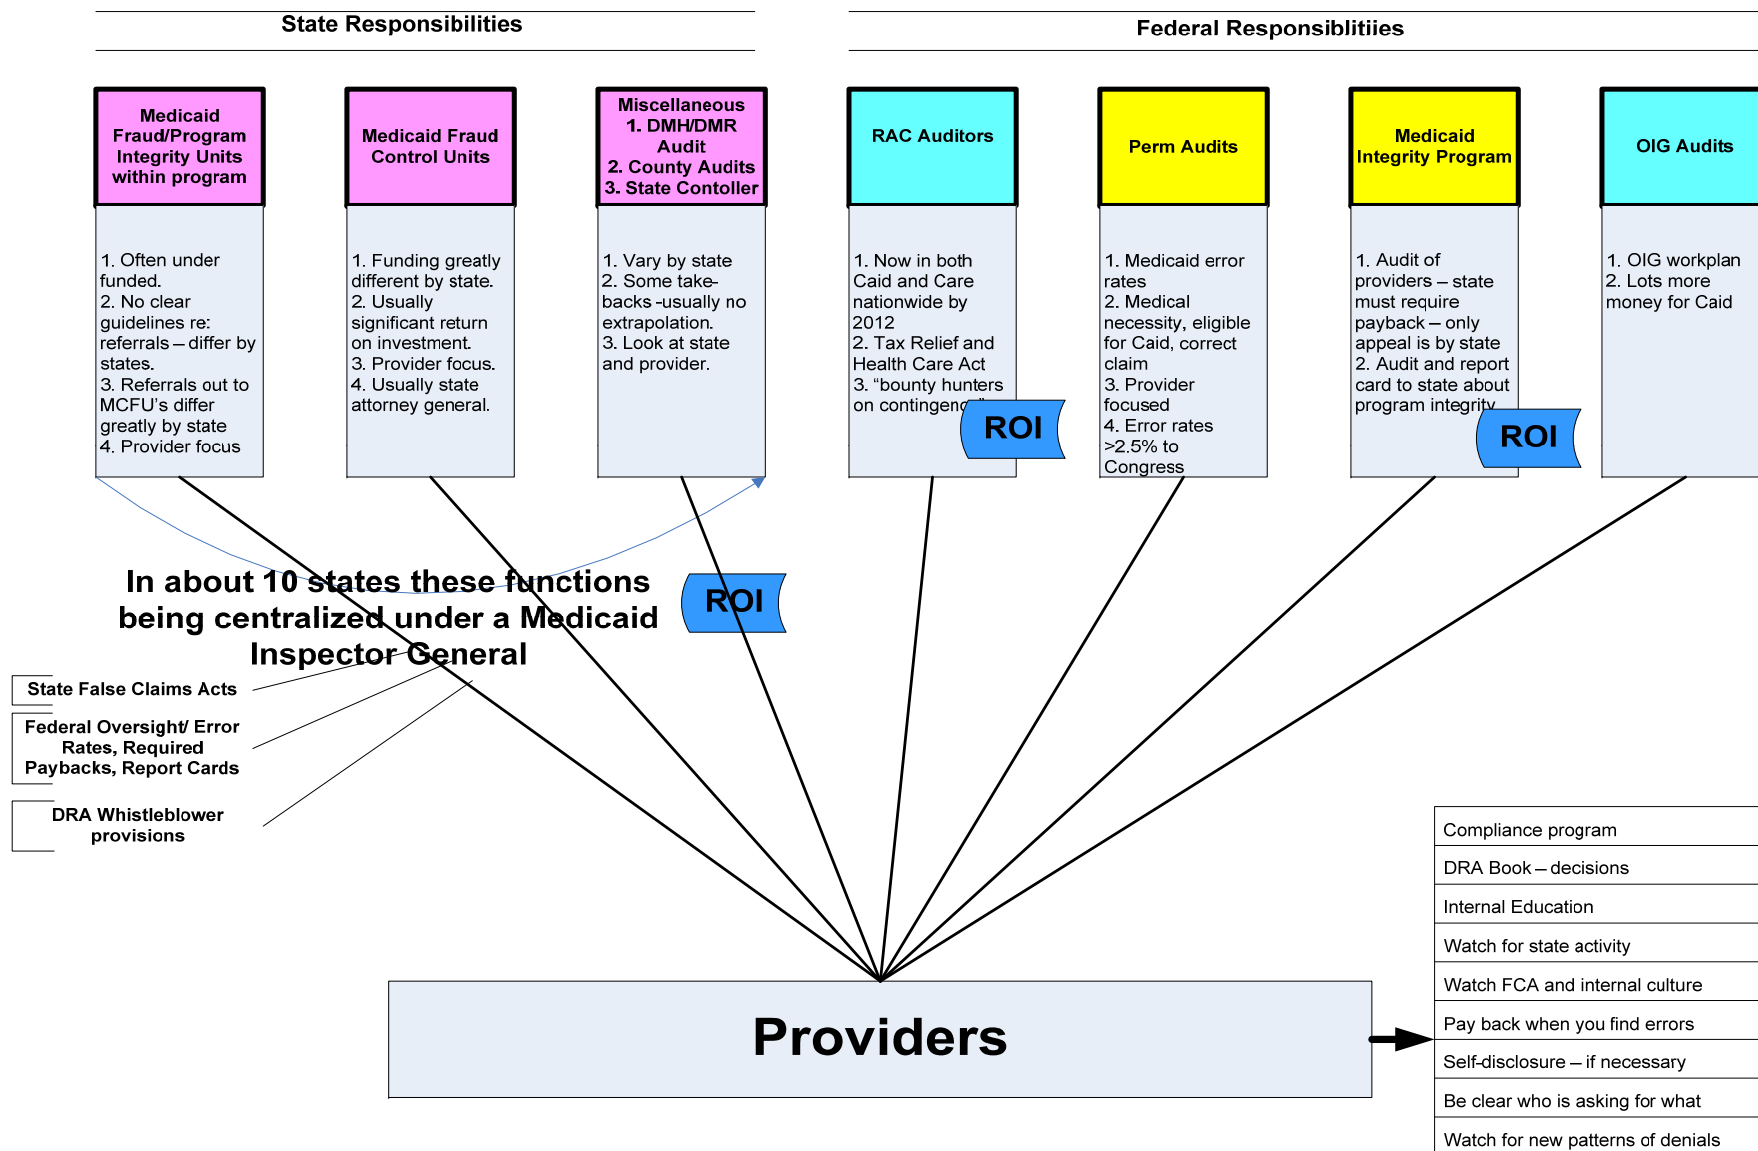 State Responsibilities
Federal Responsiblitiies
Medicaid
Fraud/Program
Integrity Units
within program
Medicaid Fraud
Control Units
Miscellaneous
1. DMH/DMR
Audit
2. County Audits
3. State Contoller
RAC Auditors
Perm Audits
Medicaid
Integrity Program
OIG Audits
1. Often under
funded.
2. No clear
guidelines re:
referrals – differ by
states.
3. Referrals out to
MCFU's differ
greatly by state
4. Provider focus
1. Funding greatly
different by state.
2. Usually
significant return
on investment.
3. Provider focus.
4. Usually state
attorney general.
1. Vary by state
2. Some take-
backs -usually no
extrapolation.
3. Look at state
and provider.
1. Now in both
Caid and Care
nationwide by
2012
2. Tax Relief and
Health Care Act
3. “bounty hunters
on contingency”
ROI
1. Medicaid error
rates
2. Medical
necessity, eligible
for Caid, correct
claim
3. Provider
focused
4. Error rates
>2.5% to
Congress
1. Audit of
providers – state
must require
payback – only
appeal is by state
2. Audit and report
card to state about
program integrity
ROI
1. OIG workplan
2. Lots more
money for Caid
In about 10 states these functions
being centralized under a Medicaid
Inspector General
ROI
State False Claims Acts
Federal Oversight/ Error
Rates, Required
Paybacks, Report Cards
DRA Whistleblower
provisions
Providers
Compliance program
DRA Book – decisions
Internal Education
Watch for state activity
Watch FCA and internal culture
Pay back when you find errors
Self-disclosure – if necessary
Be clear who is asking for what
Watch for new patterns of denials